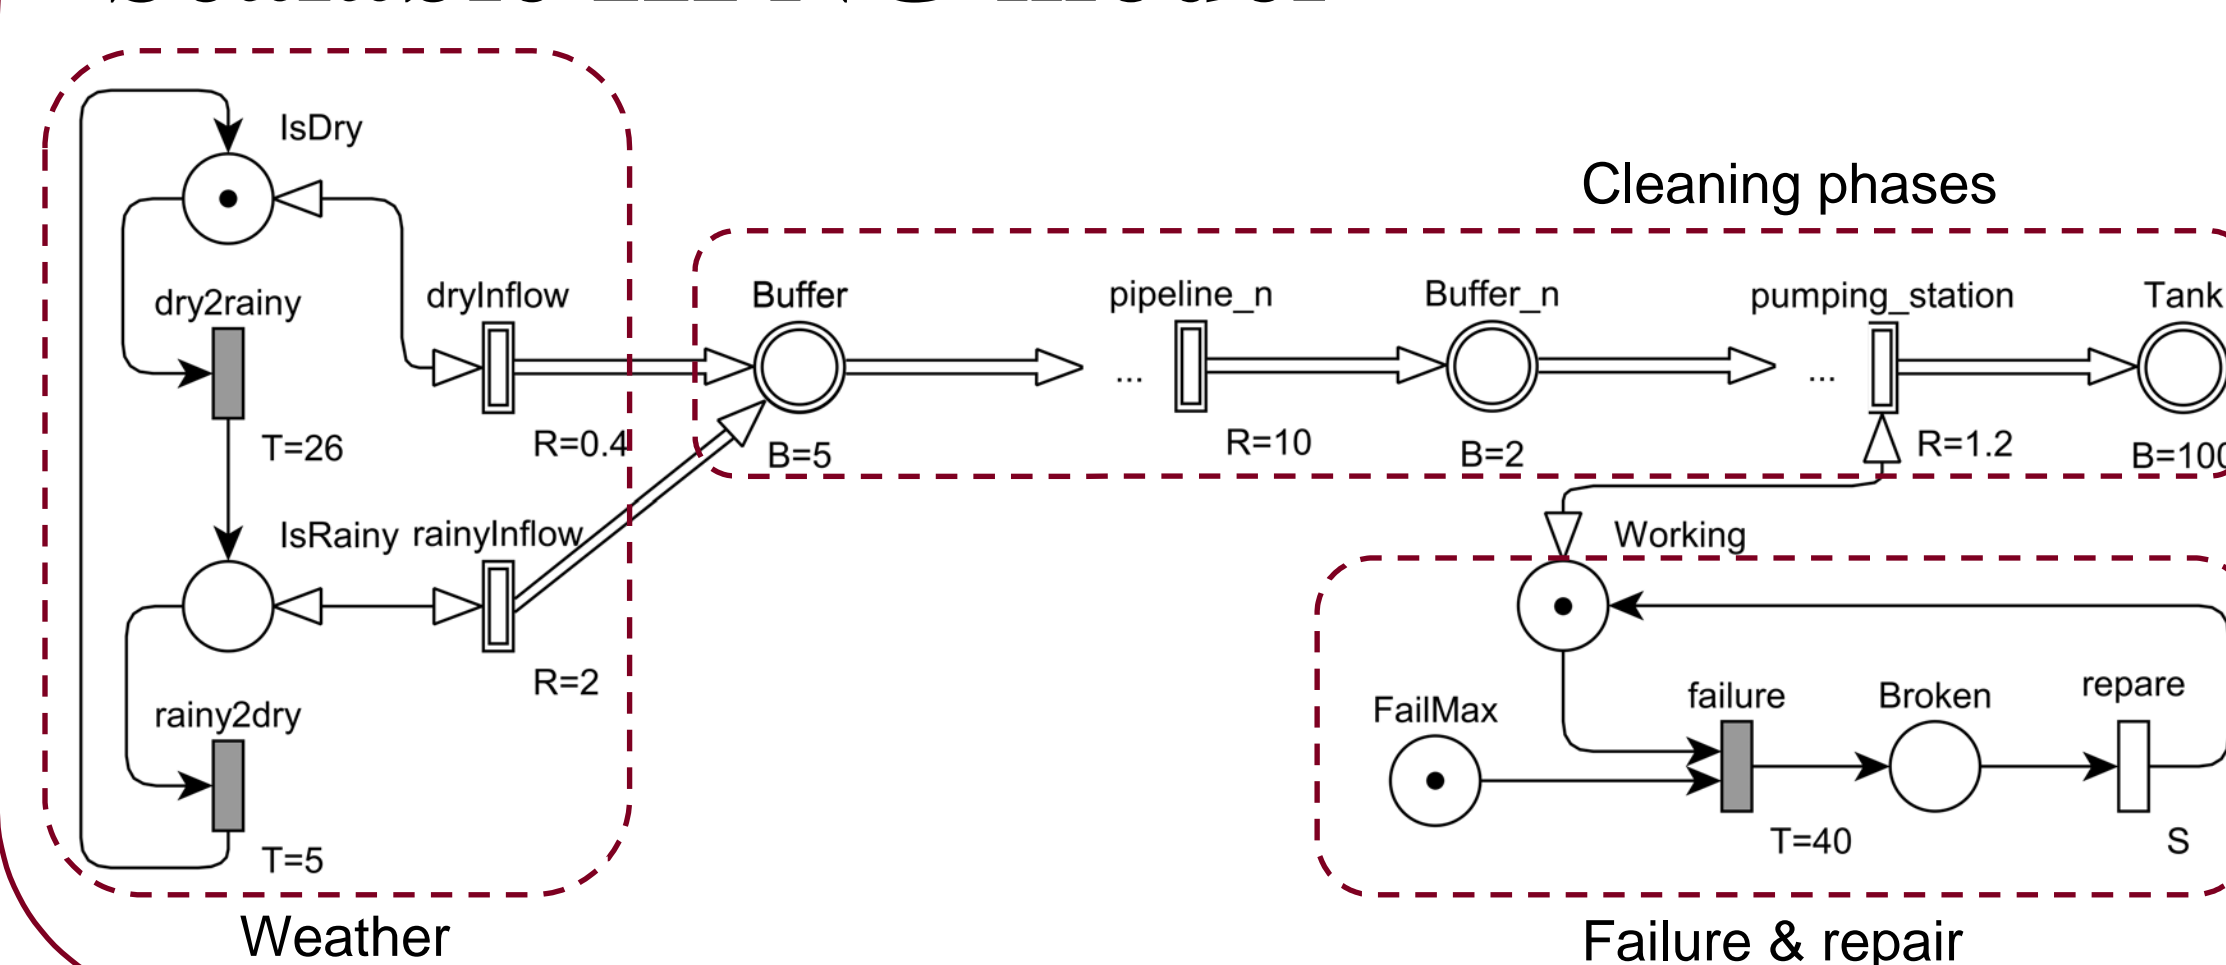 IsDry
Cleaning phases
dry2rainy
dryInflow
Buffer
pipeline_n
Buffer_n
pumping_station
Tank
...
...
T=26
R=0.4
B=5
R=10
B=2
R=1.2
B=100
IsRainy
rainyInflow
Working
R=2
rainy2dry
FailMax
failure
Broken
repare
T=5
T=40
S
Weather
Failure & repair